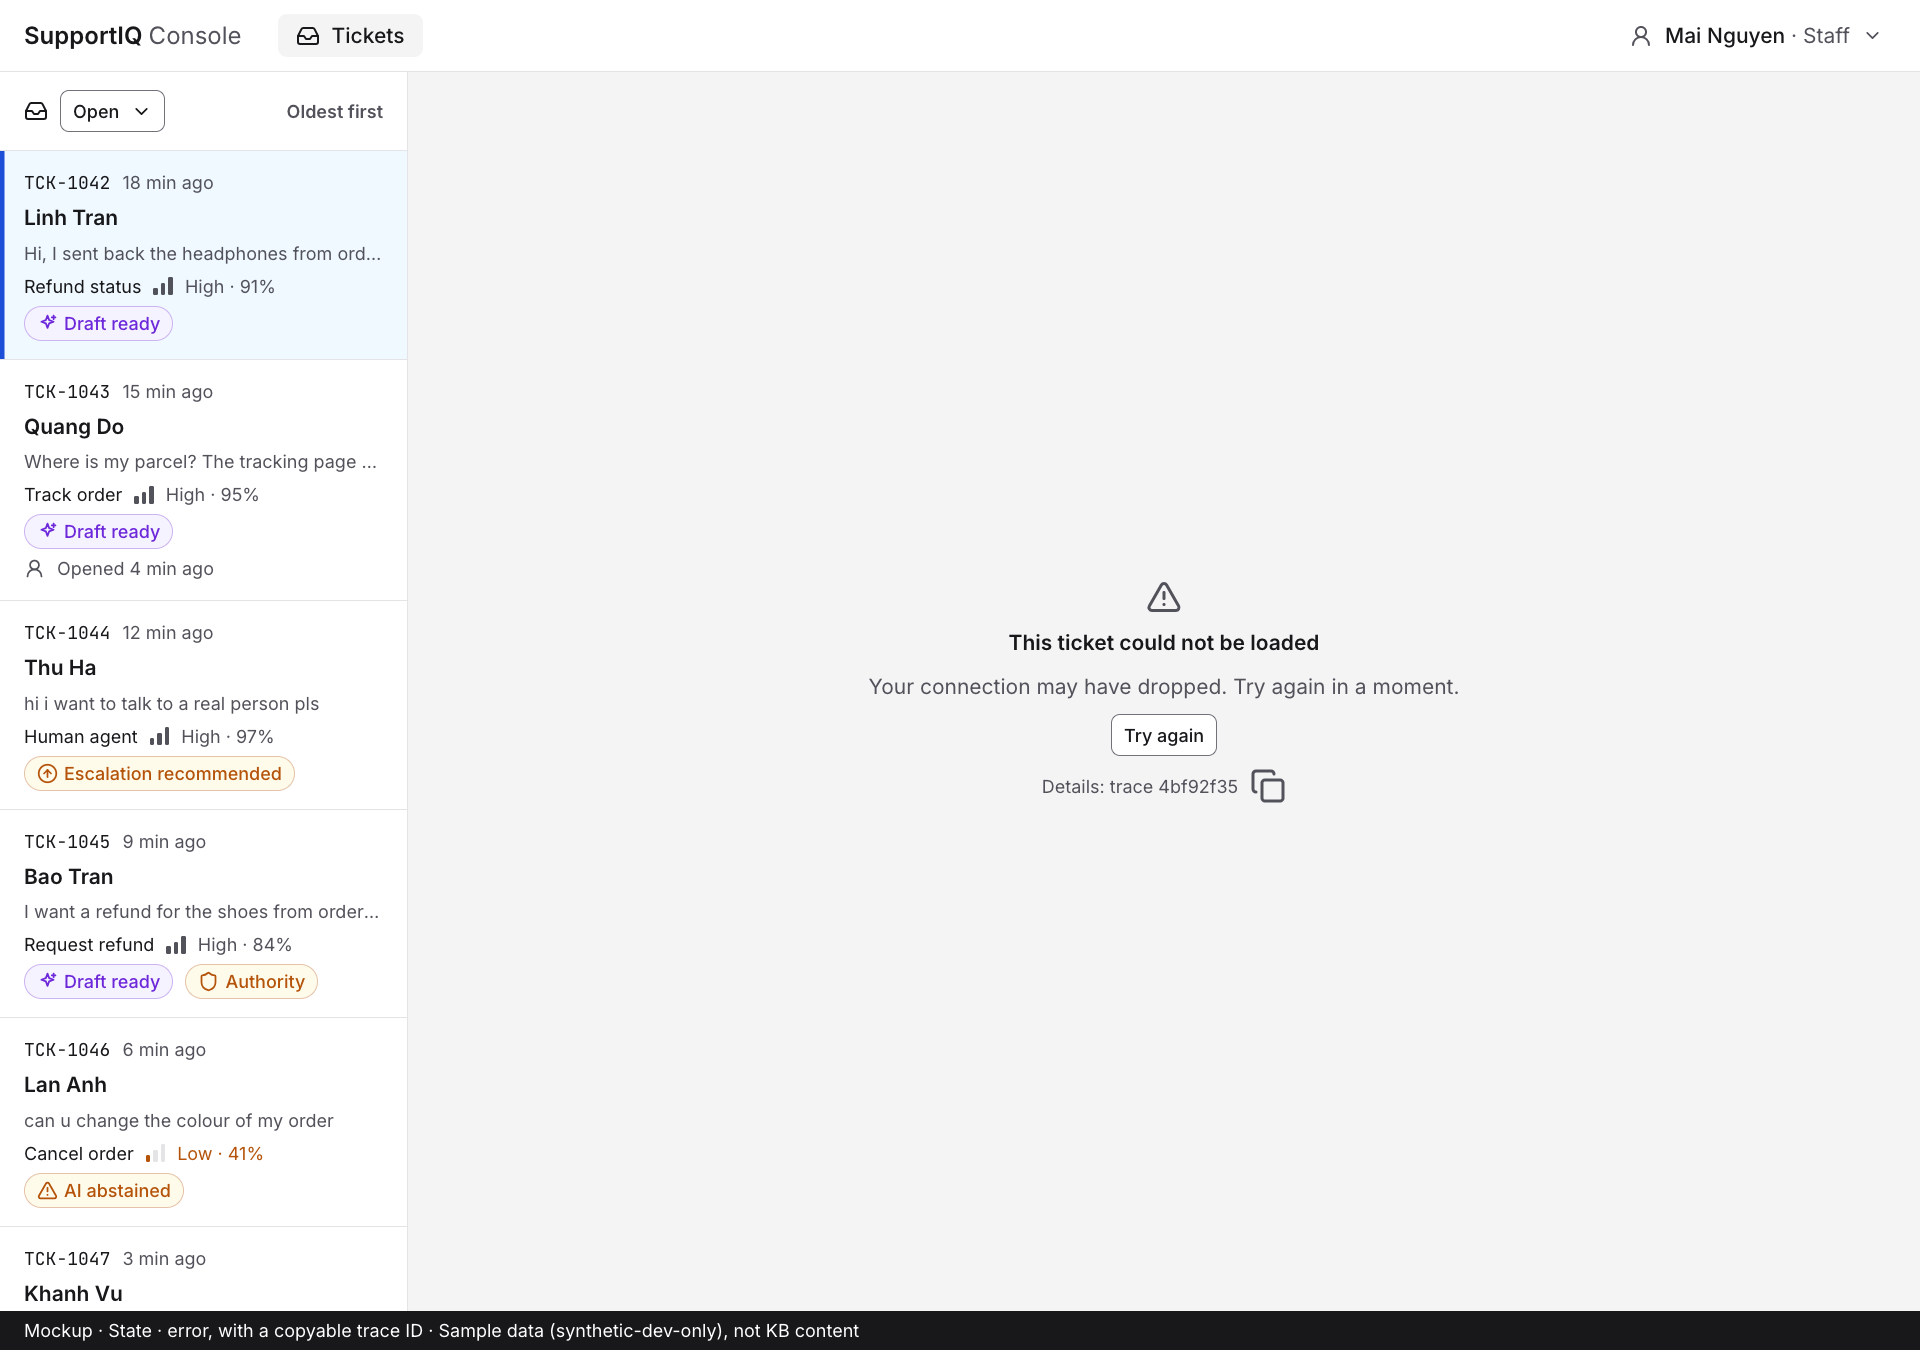 SupportIQ Console
Tickets
Mai Nguyen · Staff
Open
Oldest first
TCK-1042 18 min ago
Linh Tran
Hi, I sent back the headphones from ord...
Refund status High · 91%
Draft ready
TCK-1043 15 min ago
Quang Do
Where is my parcel? The tracking page ...
Track order High · 95%
Draft ready
Opened 4 min ago
TCK-1044 12 min ago
Thu Ha
hi i want to talk to a real person pls
Human agent High · 97%
Escalation recommended
TCK-1045 9 min ago
Bao Tran
I want a refund for the shoes from order...
Request refund High · 84%
Draft ready Authority
TCK-1046 6 min ago
Lan Anh
can u change the colour of my order
Cancel order Low · 41%
AI abstained
TCK-1047 3 min ago
Khanh Vu
This ticket could not be loaded
Your connection may have dropped. Try again in a moment.
Try again
Details: trace 4bf92f35
Mockup · State · error, with a copyable trace ID · Sample data (synthetic-dev-only), not KB content